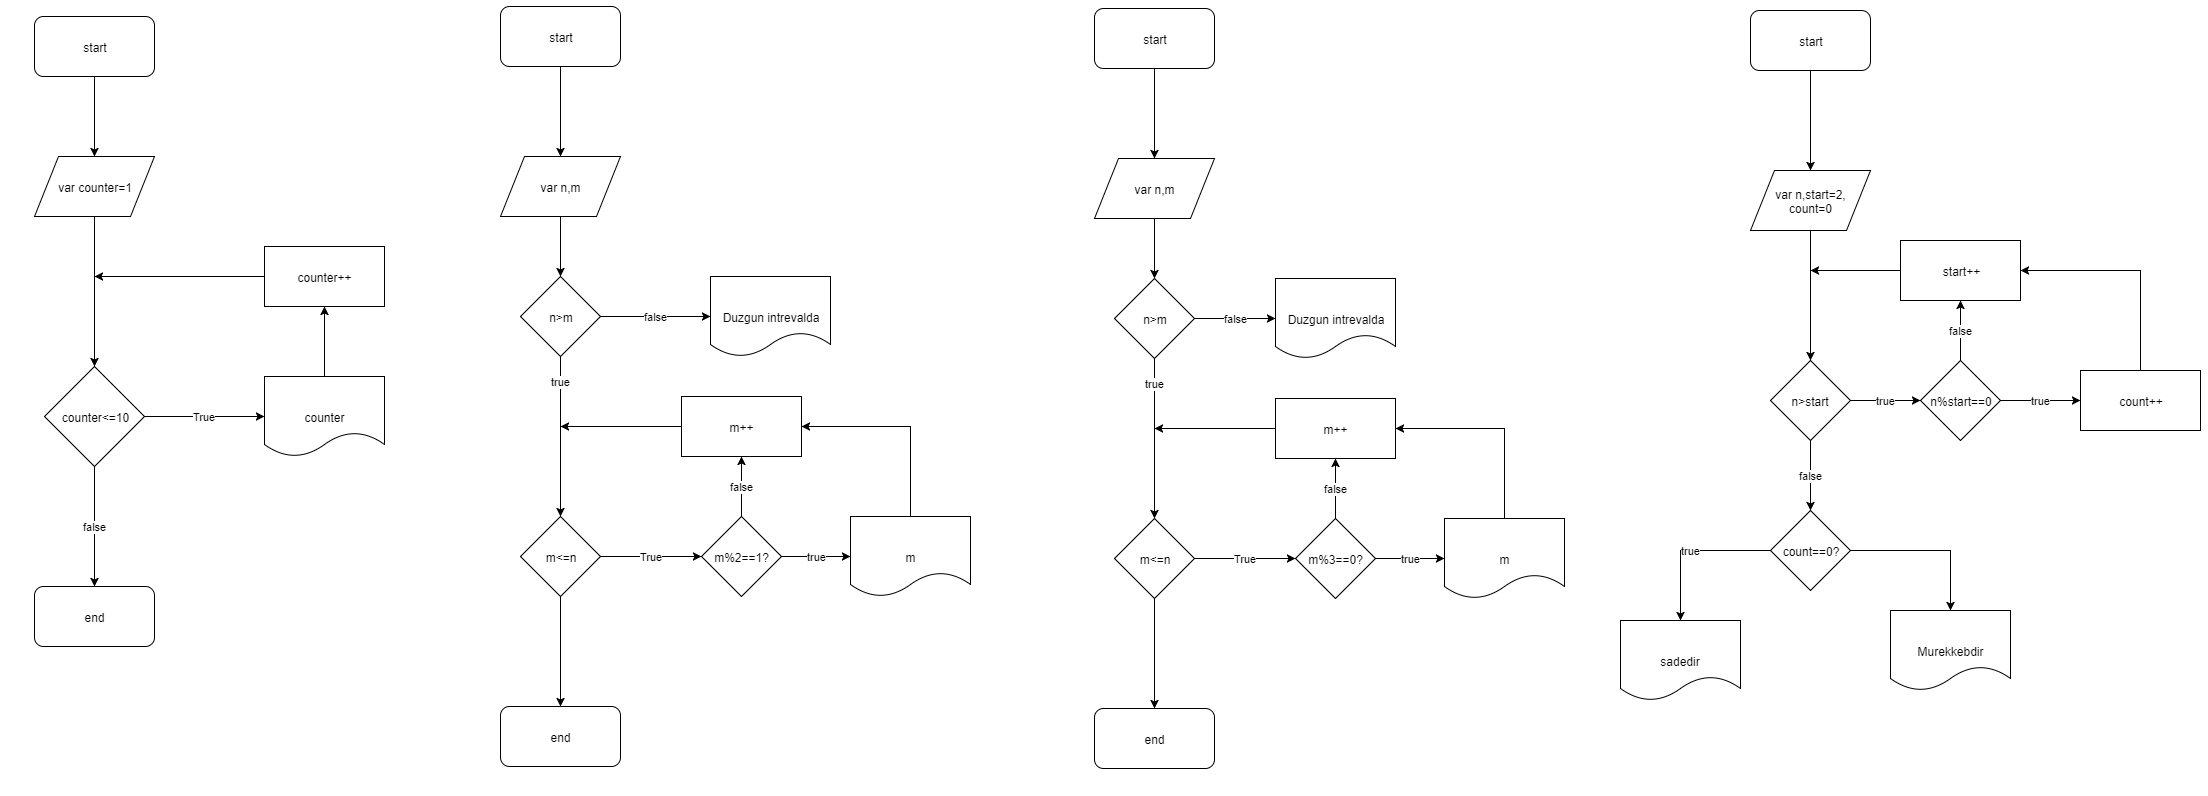 start
var counter=1
counter++
counter<=10
True
counter
false
end
start
var n,m
n>m
false
Duzgun intrevalda
true
m++
false
m<=n
True
m%2==1?
true
m
end
start
var n,m
n>m
false
Duzgun intrevalda
true
m++
false
m<=n
True
m%3==0?
true
m
end
start
var n,start=2,
count=0
start++
false
n>start
true
n%start==0
true
count++
false
count==0?
true
sadedir
Murekkebdir